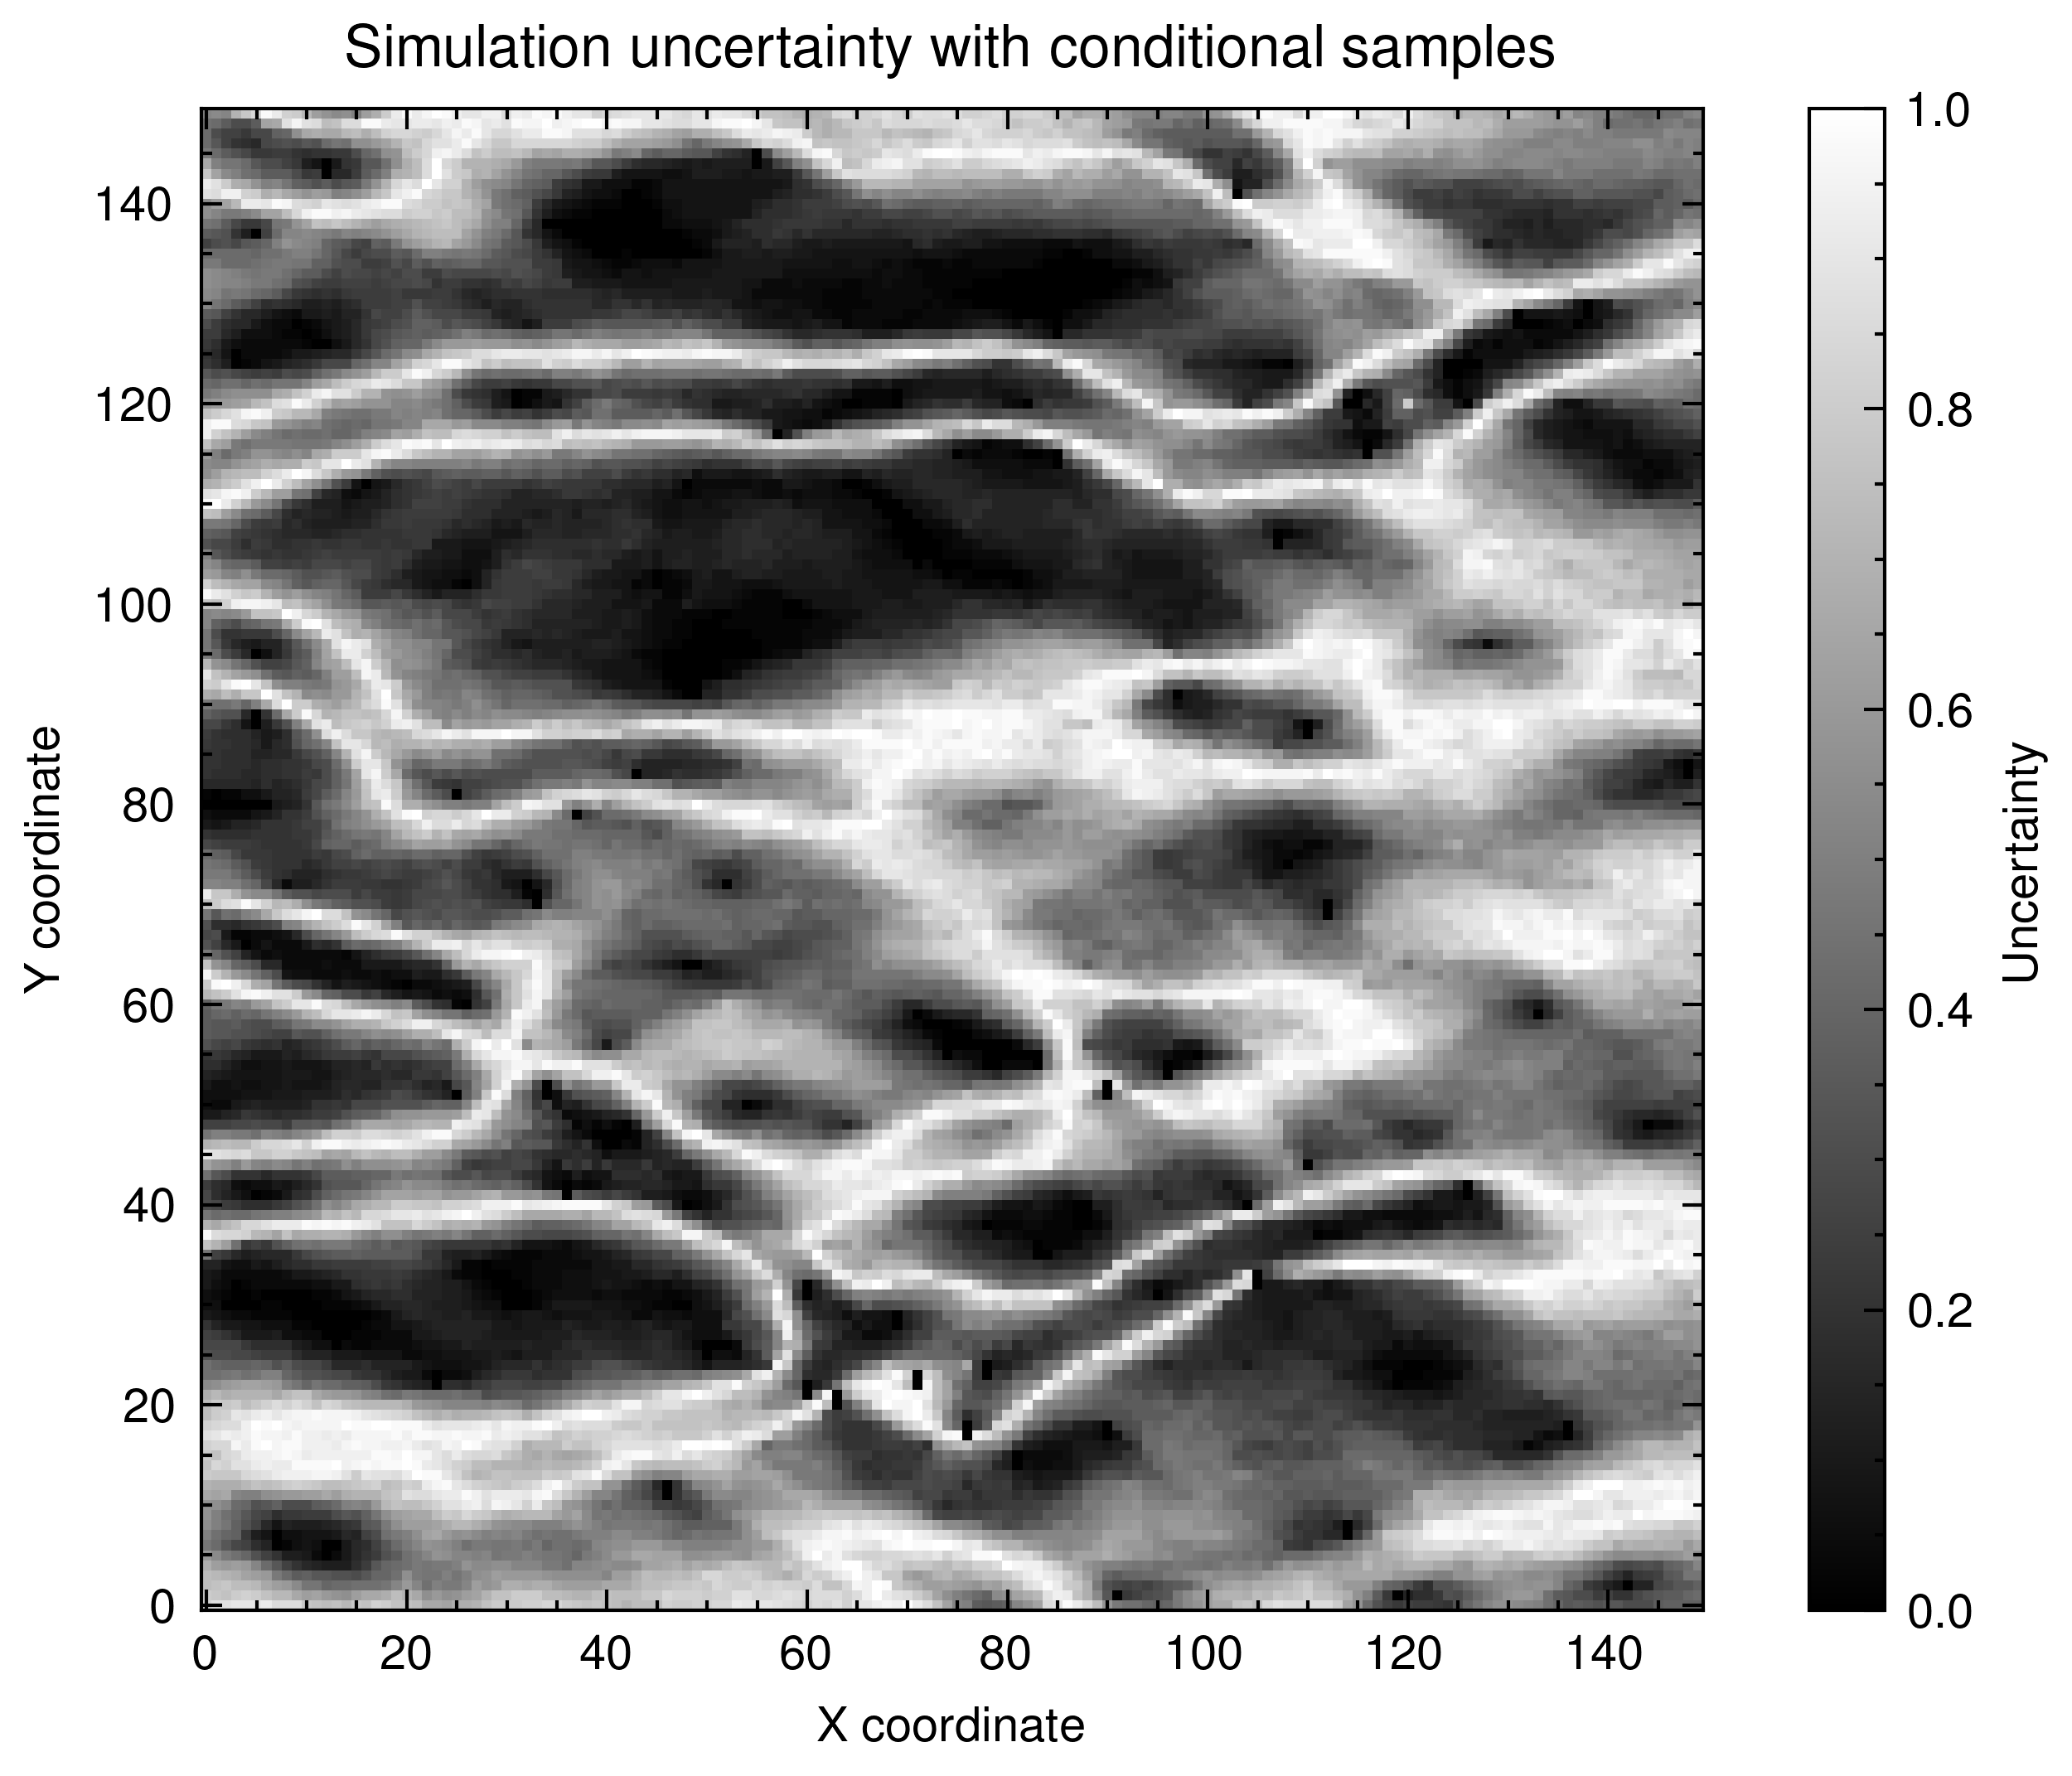 Simulation uncertainty with conditional samples
140
120
100
80
60
40
20
0
Y coordinate
0 20 40 60 80 100 120 140
X coordinate
1.0
0.8
0.6
0.4
0.2
0.0
Uncertainty